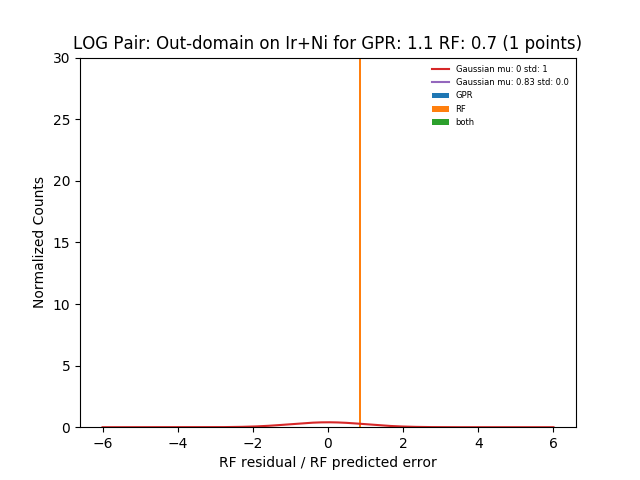 LOG Pair: Out-domain on Ir+Ni for GPR: 1.1 RF: 0.7 (1 points)
Gaussian mu: 0 std: 1
Gaussian mu: 0.83 std: 0.0
GPR
RF
both
Normalized Counts
30
25
20
15
10
5
0
−6 −4 −2 0 2 4 6
RF residual / RF predicted error